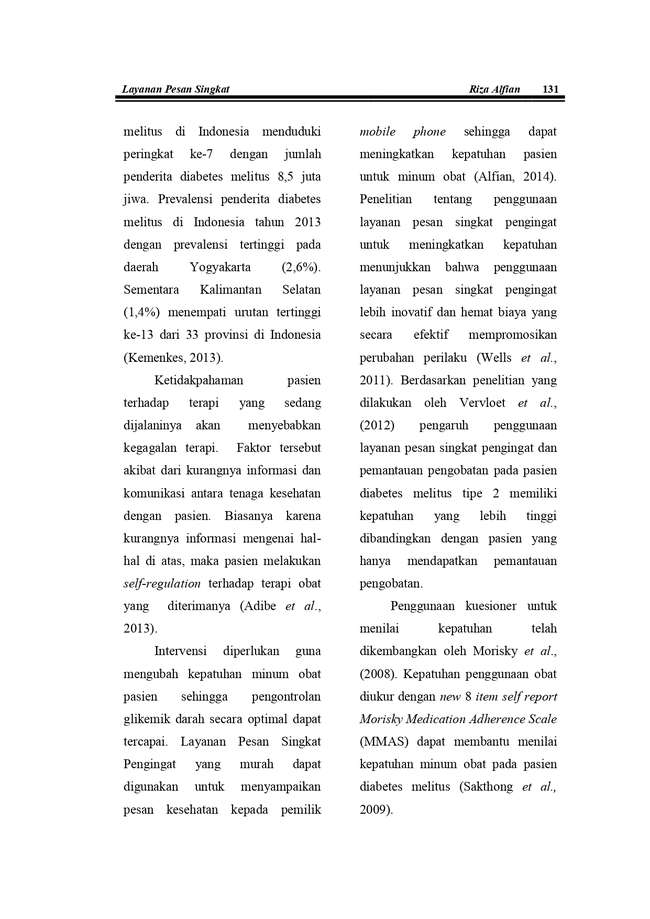 Layanan Pesan Singkat Riza Alfian 131
melitus di Indonesia menduduki
peringkat ke-7 dengan jumlah
penderita diabetes melitus 8,5 juta
jiwa. Prevalensi penderita diabetes
melitus di Indonesia tahun 2013
dengan prevalensi tertinggi pada
daerah Yogyakarta (2,6%).
Sementara Kalimantan Selatan
(1,4%) menempati urutan tertinggi
ke-13 dari 33 provinsi di Indonesia
(Kemenkes, 2013).
Ketidakpahaman pasien
terhadap terapi yang sedang
dijalaninya akan menyebabkan
kegagalan terapi. Faktor tersebut
akibat dari kurangnya informasi dan
komunikasi antara tenaga kesehatan
dengan pasien. Biasanya karena
kurangnya informasi mengenai hal-
hal di atas, maka pasien melakukan
self-regulation terhadap terapi obat
yang diterimanya (Adibe et al.,
2013).
Intervensi diperlukan guna
mengubah kepatuhan minum obat
pasien sehingga pengontrolan
glikemik darah secara optimal dapat
tercapai. Layanan Pesan Singkat
Pengingat yang murah dapat
digunakan untuk menyampaikan
pesan kesehatan kepada pemilik
mobile phone sehingga dapat
meningkatkan kepatuhan pasien
untuk minum obat (Alfian, 2014).
Penelitian tentang penggunaan
layanan pesan singkat pengingat
untuk meningkatkan kepatuhan
menunjukkan bahwa penggunaan
layanan pesan singkat pengingat
lebih inovatif dan hemat biaya yang
secara efektif mempromosikan
perubahan perilaku (Wells et al.,
2011). Berdasarkan penelitian yang
dilakukan oleh Vervloet et al.,
(2012) pengaruh penggunaan
layanan pesan singkat pengingat dan
pemantauan pengobatan pada pasien
diabetes melitus tipe 2 memiliki
kepatuhan yang lebih tinggi
dibandingkan dengan pasien yang
hanya mendapatkan pemantauan
pengobatan.
Penggunaan kuesioner untuk
menilai kepatuhan telah
dikembangkan oleh Morisky et al.,
(2008). Kepatuhan penggunaan obat
diukur dengan new 8 item self report
Morisky Medication Adherence Scale
(MMAS) dapat membantu menilai
kepatuhan minum obat pada pasien
diabetes melitus (Sakthong et al.,
2009).